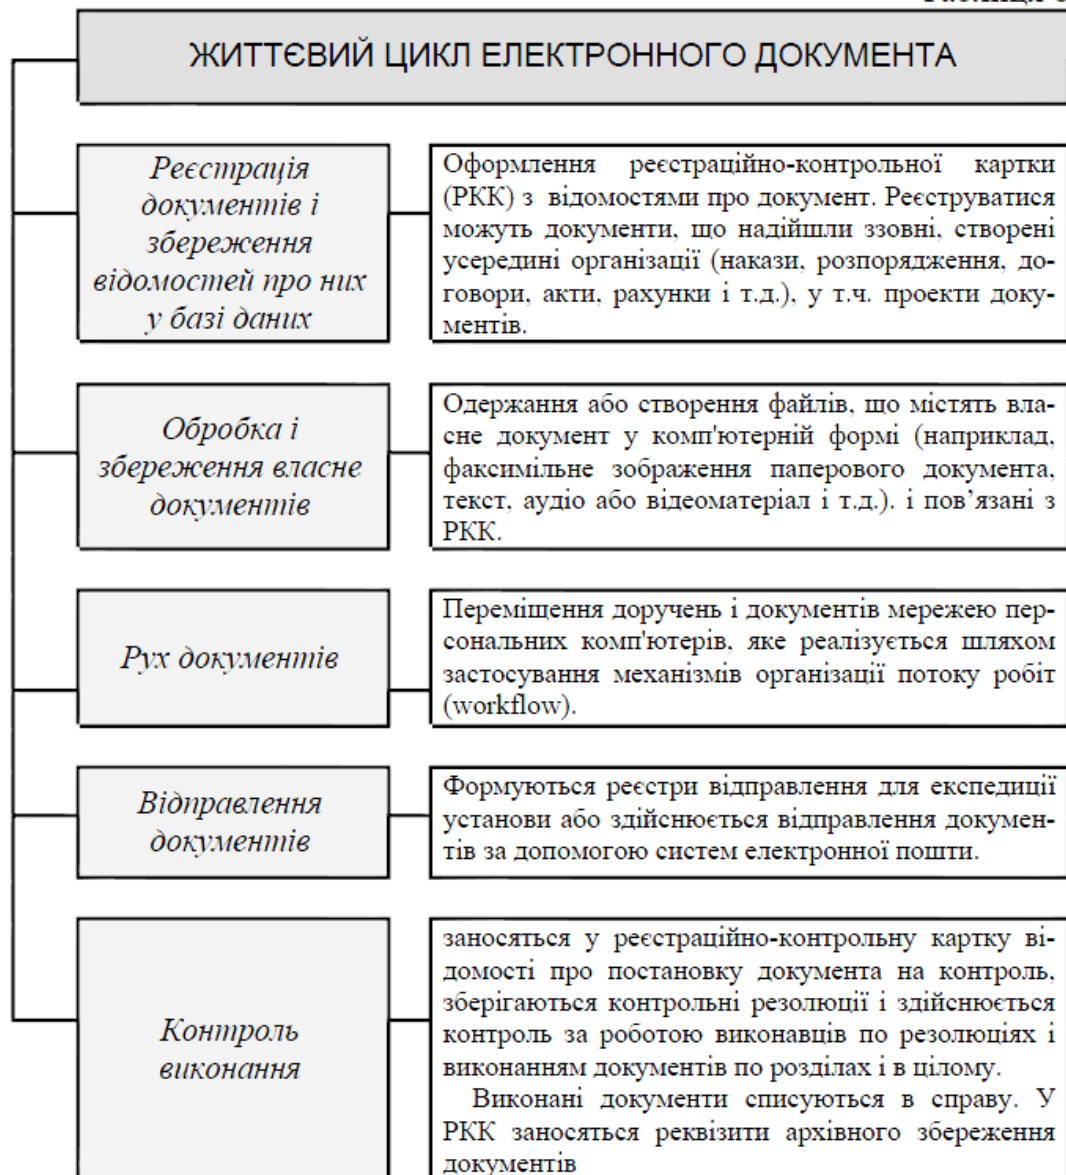 ЖИТТЄВИЙ ЦИКЛ ЕЛЕКТРОННОГО ДОКУМЕНТА
Реєстрація
документів і
збереження
відомостей про них
у базі даних
Оформлення реєстраційно-контрольної картки
(РКК) з відомостями про документ. Реєструватися
можуть документи, що надійшли ззовні, створені
усередині організації (накази, розпорядження, до-
говори, акти, рахунки і т.д.), у т.ч. проекти доку-
ментів.
Обробка і
збереження власне
документів
Одержання або створення файлів, що містять вла-
сне документ у комп'ютерній формі (наприклад,
факсимільне зображення паперового документа,
текст, аудіо або відеоматеріал і т.д.). і пов’язані з
РКК.
Рух документів
Переміщення доручень і документів мережею пер-
сональних комп'ютерів, яке реалізується шляхом
застосування механізмів організації потоку робіт
(workflow).
Відправлення
документів
Формуються реєстри відправлення для експедиції
установи або здійснюється відправлення докумен-
тів за допомогою систем електронної пошти.
Контроль
виконання
заносяться у реєстраційно-контрольну картку ві-
домості про постановку документа на контроль,
зберігаються контрольні резолюції і здійснюється
контроль за роботою виконавців по резолюціях і
виконанням документів по розділах і в цілому.
Виконані документи списуються в справу. У
РКК заносяться реквізити архівного збереження
документів